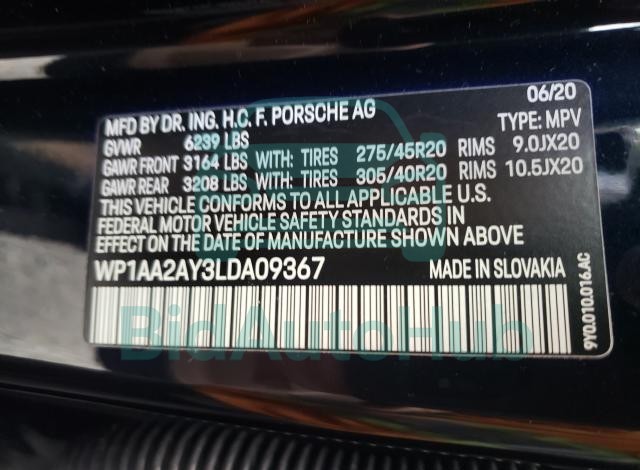 06/20
MFD BY DR. ING. H.C. F. PORSCHE AG TYPE: MPV
GVWR 6239 LBS
GAWR FRONT 3164 LBS WITH: TIRES 275/45R20 RIMS 9.0JX20
GAWR REAR 3208 LBS WITH: TIRES 305/40R20 RIMS 10.5JX20
THIS VEHICLE CONFORMS TO ALL APPLICABLE U.S.
FEDERAL MOTOR VEHICLE SAFETY STANDARDS IN
EFFECT ON THE DATE OF MANUFACTURE SHOWN ABOVE
WP1AA2AY3LDA09367 MADE IN SLOVAKIA
9Y0.010.016.AC
BidAutoHub